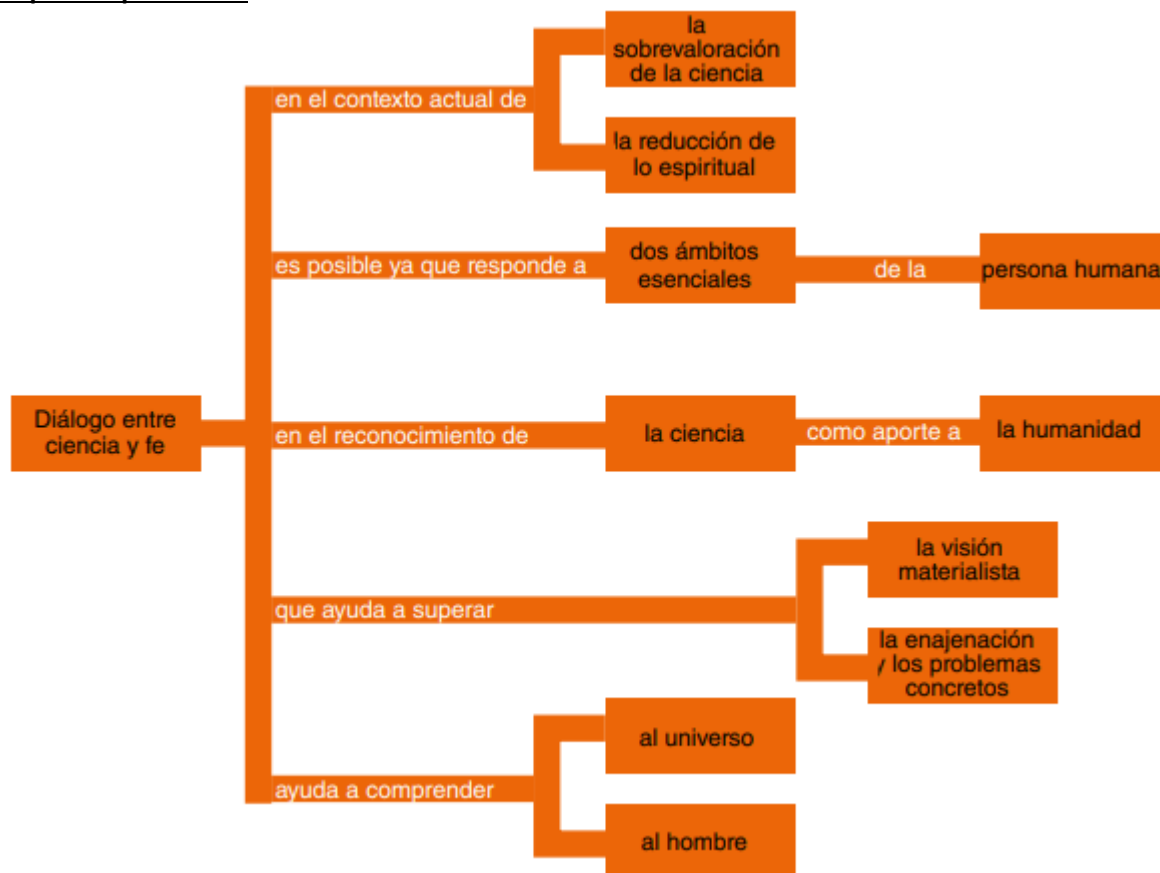 la
sobrevaloración
de la ciencia
en el contexto actual de
la reducción de
lo espiritual
es posible ya que responde a
dos ámbitos
esenciales
de la
persona humana
Diálogo entre
ciencia y fe
en el reconocimiento de
la ciencia
como aporte a
la humanidad
que ayuda a superar
la visión
materialista
la enajenación
y los problemas
concretos
ayuda a comprender
al universo
al hombre